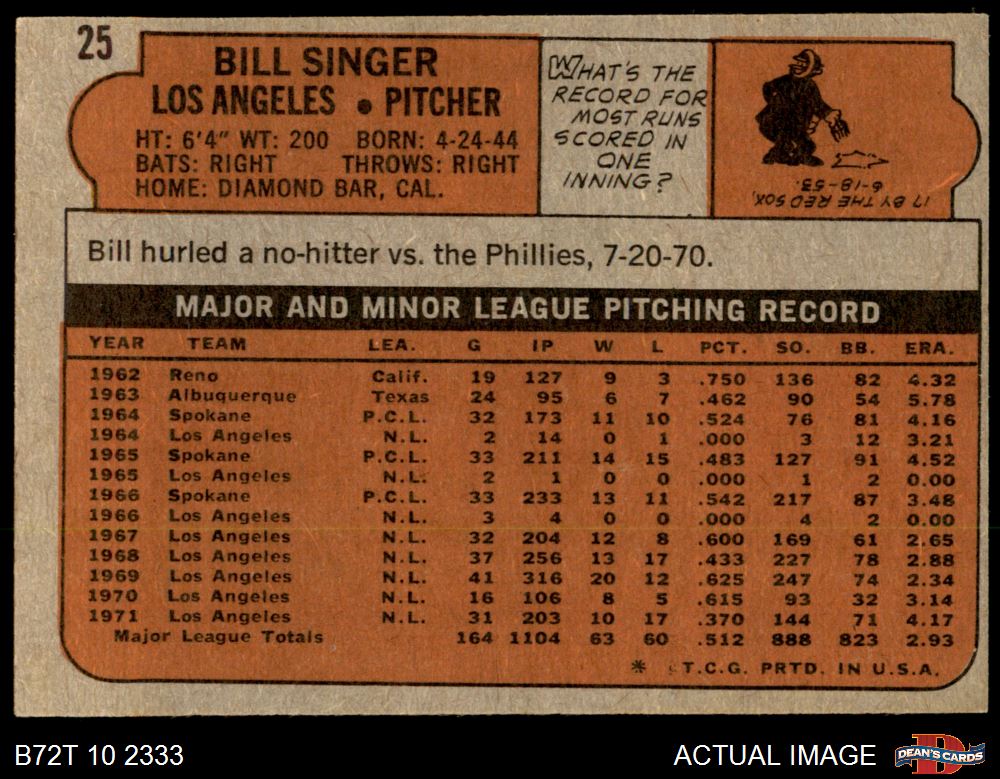 25
BILL SINGER
LOS ANGELES • PITCHER
HT: 6'4" WT: 200 BORN: 4-24-44
BATS: RIGHT THROWS: RIGHT
HOME: DIAMOND BAR, CAL.
WHAT'S THE
RECORD FOR
MOST RUNS
SCORED IN
ONE
INNING?
17 BY THE RED SOX,
6-18-53.
Bill hurled a no-hitter vs. the Phillies, 7-20-70.
MAJOR AND MINOR LEAGUE PITCHING RECORD
YEAR TEAM LEA. G IP W L PCT. SO. BB. ERA.
1962 Reno Calif. 19 127 9 3 .750 136 82 4.32
1963 Albuquerque Texas 24 95 6 7 .462 90 54 5.78
1964 Spokane P.C.L. 32 173 11 10 .524 76 81 4.16
1964 Los Angeles N.L. 2 14 0 1 .000 3 12 3.21
1965 Spokane P.C.L. 33 211 14 15 .483 127 91 4.52
1965 Los Angeles N.L. 2 1 0 0 .000 1 2 0.00
1966 Spokane P.C.L. 33 233 13 11 .542 217 87 3.48
1966 Los Angeles N.L. 3 4 0 0 .000 4 2 0.00
1967 Los Angeles N.L. 32 204 12 8 .600 169 61 2.65
1968 Los Angeles N.L. 37 256 13 17 .433 227 78 2.88
1969 Los Angeles N.L. 41 316 20 12 .625 247 74 2.34
1970 Los Angeles N.L. 16 106 8 5 .615 93 32 3.14
1971 Los Angeles N.L. 31 203 10 17 .370 144 71 4.17
Major League Totals 164 1104 63 60 .512 888 823 2.93
* T.C.G. PRTD. IN U.S.A.
B72T 10 2333
ACTUAL IMAGE
DEAN'S CARDS